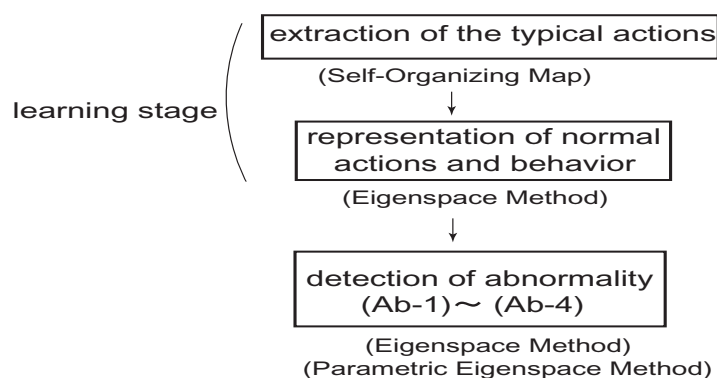 extraction of the typical actions
(Self-Organizing Map)
learning stage
representation of normal
actions and behavior
(Eigenspace Method)
detection of abnormality
(Ab-1)～ (Ab-4)
(Eigenspace Method)
(Parametric Eigenspace Method)